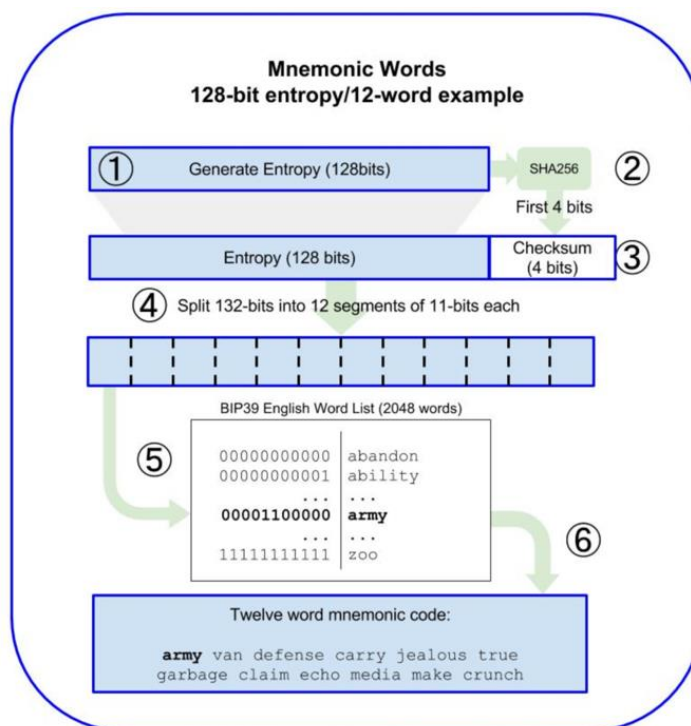 Mnemonic Words
128-bit entropy/12-word example
① Generate Entropy (128bits)
SHA256 ②
First 4 bits
Entropy (128 bits)
Checksum
(4 bits) ③
④ Split 132-bits into 12 segments of 11-bits each
BIP39 English Word List (2048 words)
⑤
00000000000 abandon
00000000001 ability
... ...
00001100000 army
... ...
11111111111 zoo
⑥
Twelve word mnemonic code:
army van defense carry jealous true
garbage claim echo media make crunch